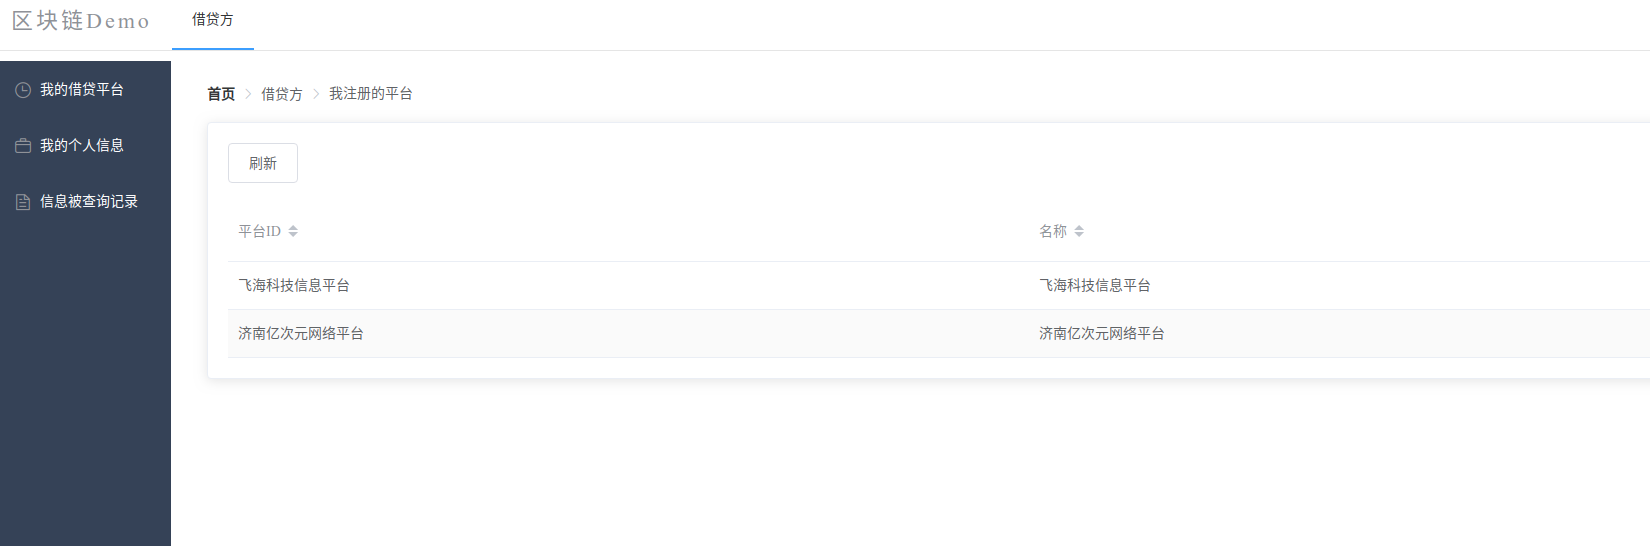 区块链Demo
借贷方
我的借贷平台
我的个人信息
信息被查询记录
首页 > 借贷方 > 我注册的平台
刷新
平台ID 名称
飞海科技信息平台 飞海科技信息平台
济南亿次元网络平台 济南亿次元网络平台